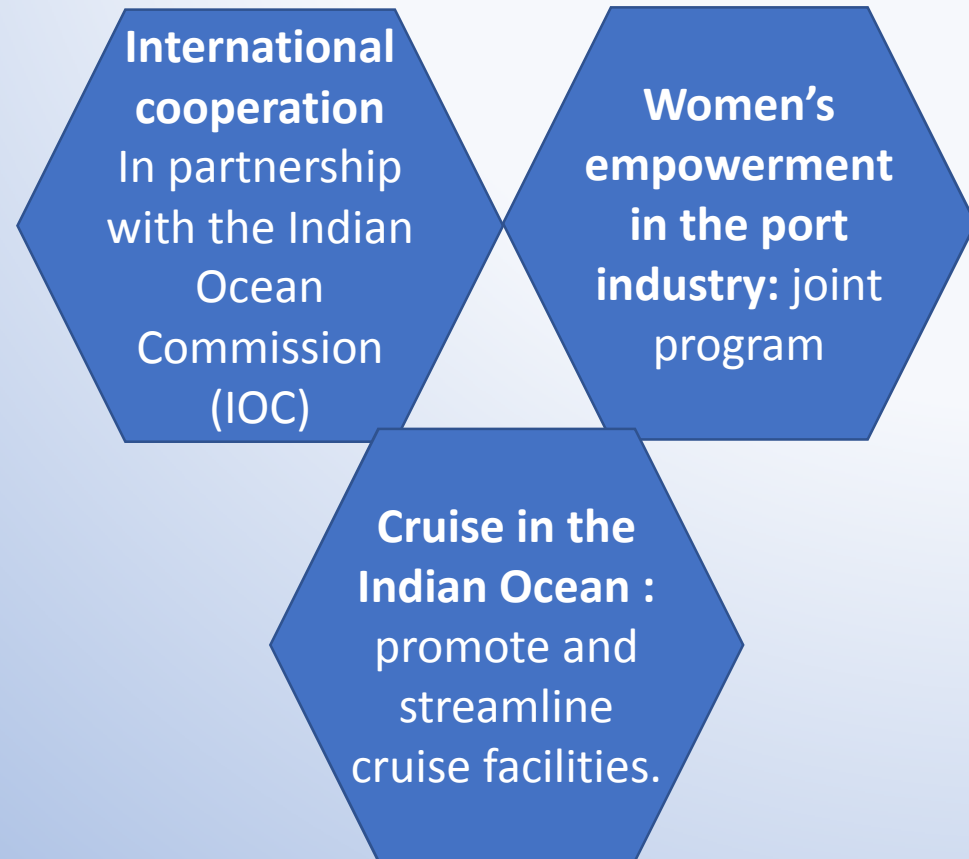 International
cooperation
In partnership
with the Indian
Ocean
Commission
(IOC)
Women’s
empowerment
in the port
industry: joint
program
Cruise in the
Indian Ocean :
promote and
streamline
cruise facilities.